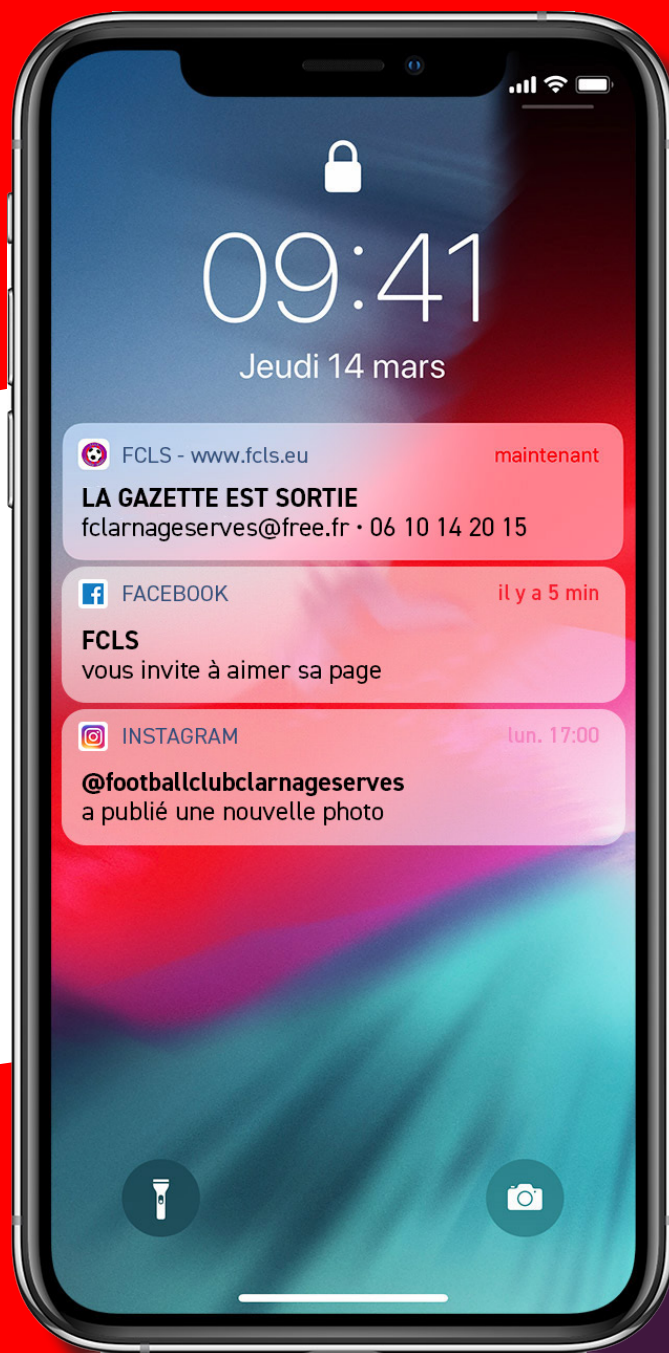 09:41
Jeudi 14 mars
FCLS - www.fcls.eu
maintenant
LA GAZETTE EST SORTIE
fclarnageserves@free.fr · 06 10 14 20 15
FACEBOOK
il y a 5 min
FCLS
vous invite à aimer sa page
INSTAGRAM
lun. 17:00
@footballclubclarnageserves
a publié une nouvelle photo